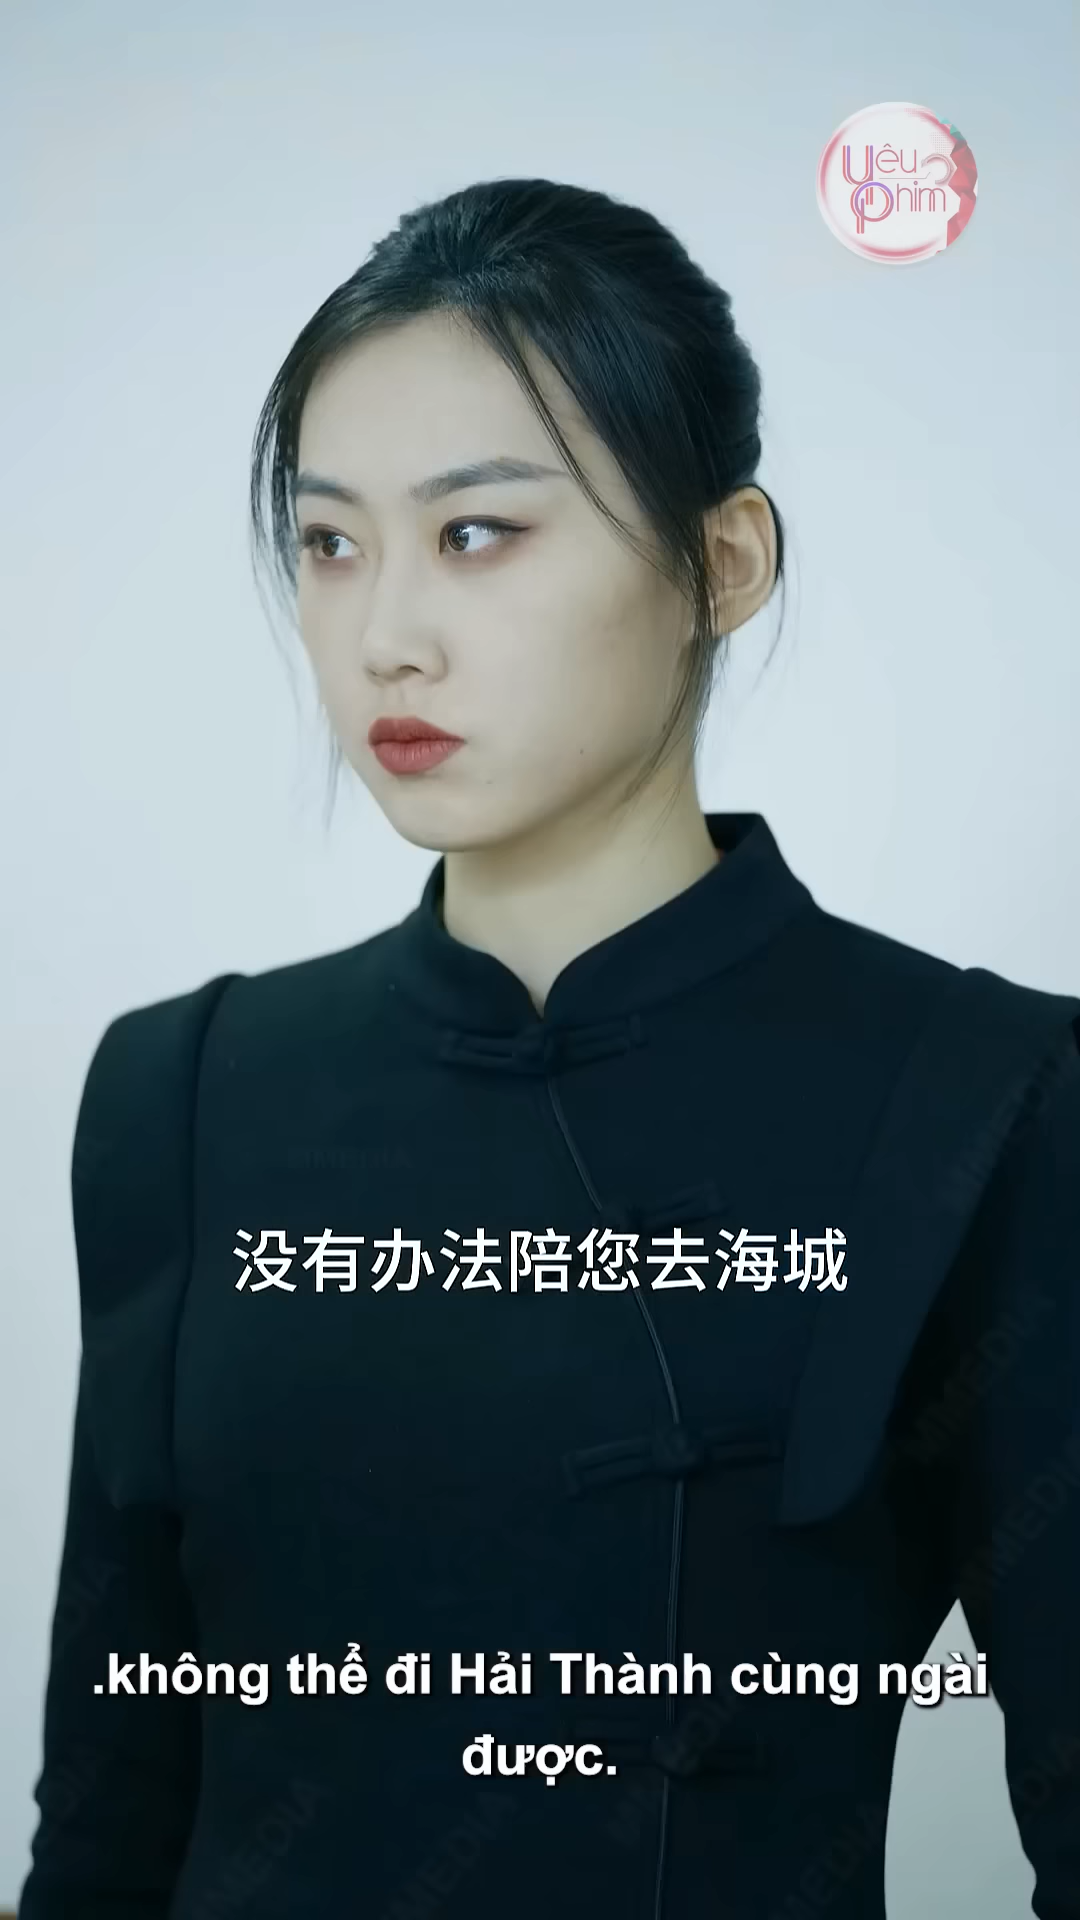 Yêu
Phim
没有办法陪您去海城
.không thể đi Hải Thành cùng ngài
được.
MMEDIA